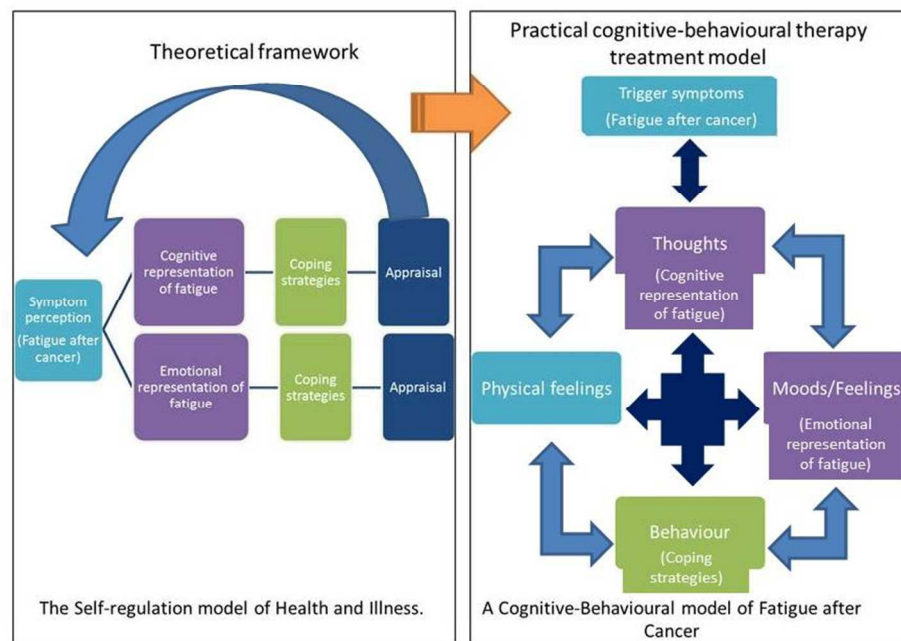 Theoretical framework
Cognitive
representation
of fatigue
Coping
strategies
Appraisal
Symptom
perception
(Fatigue after
cancer)
Emotional
representation of
fatigue
Coping
strategies
Appraisal
The Self-regulation model of Health and Illness.
Practical cognitive-behavioural therapy
treatment model
Trigger symptoms
(Fatigue after cancer)
Thoughts
(Cognitive
representation
of fatigue)
Physical feelings
Moods/Feelings
(Emotional
representation
of fatigue)
Behaviour
(Coping
strategies)
A Cognitive-Behavioural model of Fatigue after
Cancer